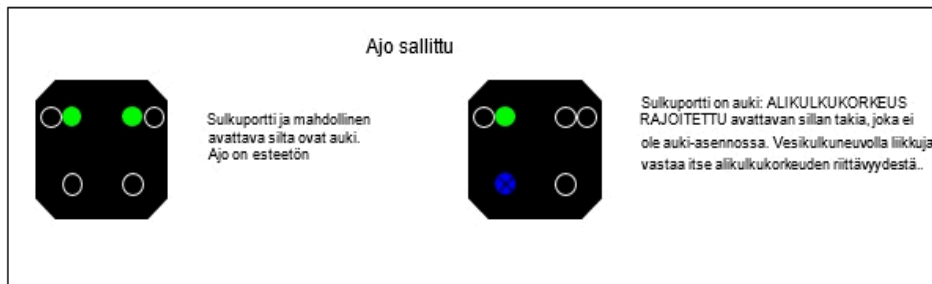 Ajo sallittu
Sulkuportti ja mahdollinen
avattava silta ovat auki.
Ajo on esteetön
Sulkuportti on auki: ALIKULKUKORKEUS
RAJOITETTU avattavan sillan takia, joka ei
ole auki-asennossa. Vesikulkuneuvolla liikkuja
vastaa itse alikulkukorkeuden riittävyydestä..